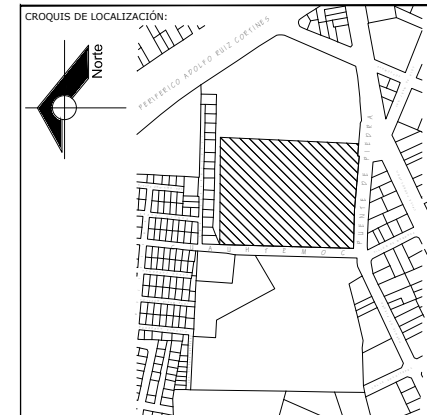 CROQUIS DE LOCALIZACIÓN:
Norte
PERIFERICO ADOLFO RUIZ CORTINES
PUENTE DE PIEDRA